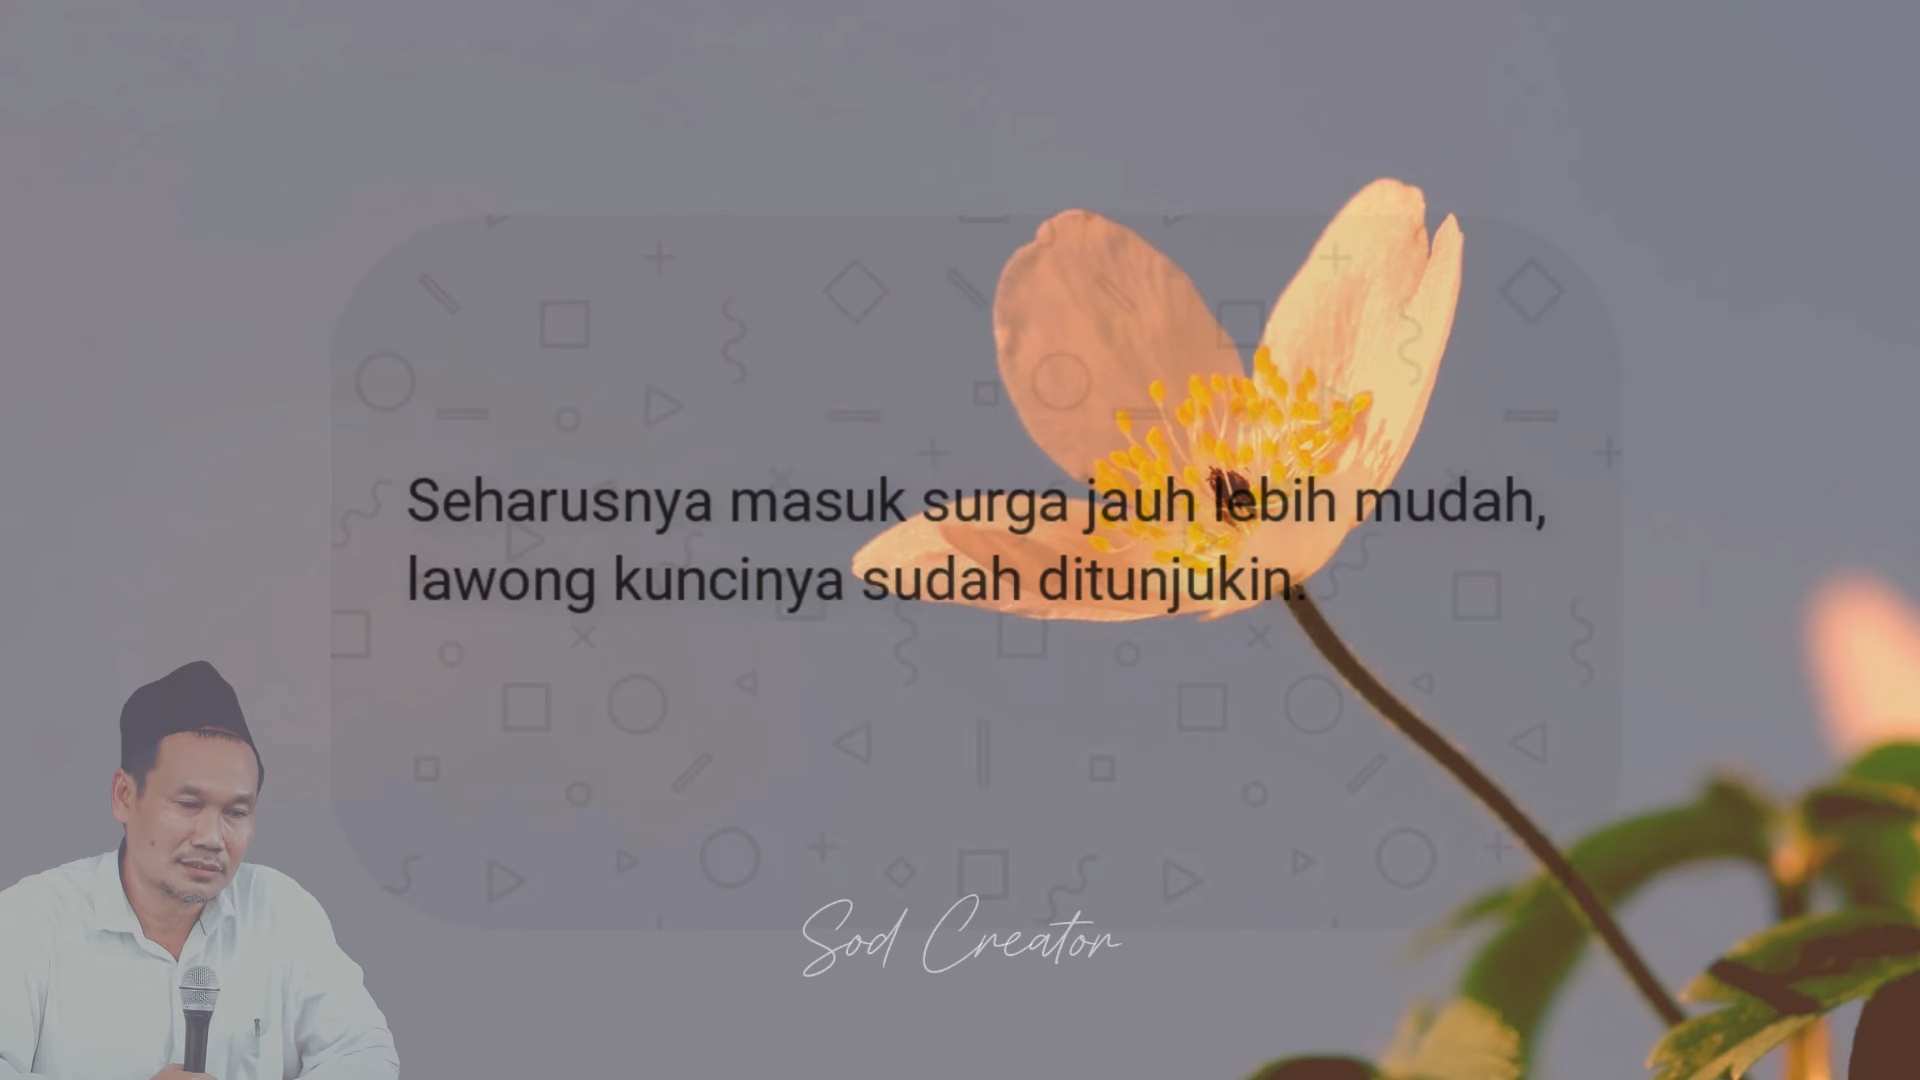 Seharusnya masuk surga jauh lebih mudah,
lawong kuncinya sudah ditunjukin.
Sod Creator